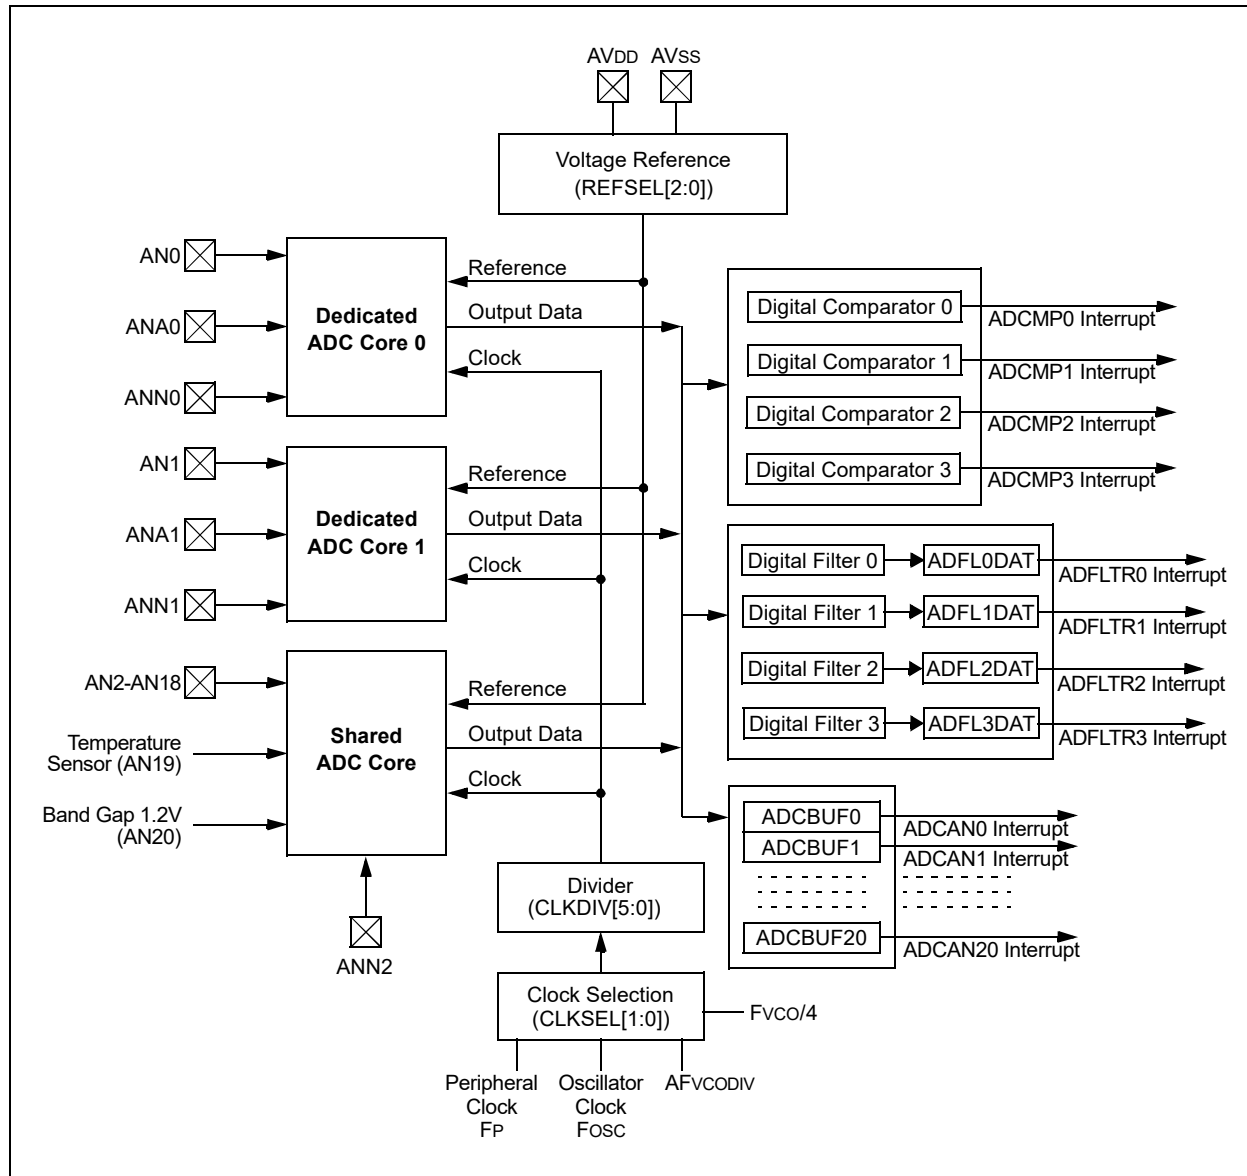 AVDD AVSS
Voltage Reference
(REFSEL[2:0])
AN0
ANA0
ANN0
Dedicated
ADC Core 0
Reference
Output Data
Clock
AN1
ANA1
ANN1
Dedicated
ADC Core 1
Reference
Output Data
Clock
AN2-AN18
Temperature
Sensor (AN19)
Band Gap 1.2V
(AN20)
Shared
ADC Core
Reference
Output Data
Clock
ANN2
Divider
(CLKDIV[5:0])
Clock Selection
(CLKSEL[1:0])
FVCO/4
Peripheral
Clock
FP
Oscillator
Clock
FOSC
AFVCODIV
Digital Comparator 0
ADCMP0 Interrupt
Digital Comparator 1
ADCMP1 Interrupt
Digital Comparator 2
ADCMP2 Interrupt
Digital Comparator 3
ADCMP3 Interrupt
Digital Filter 0 ADFL0DAT
ADFLTR0 Interrupt
Digital Filter 1 ADFL1DAT
ADFLTR1 Interrupt
Digital Filter 2 ADFL2DAT
ADFLTR2 Interrupt
Digital Filter 3 ADFL3DAT
ADFLTR3 Interrupt
ADCBUF0
ADCAN0 Interrupt
ADCBUF1
ADCAN1 Interrupt
ADCBUF20
ADCAN20 Interrupt